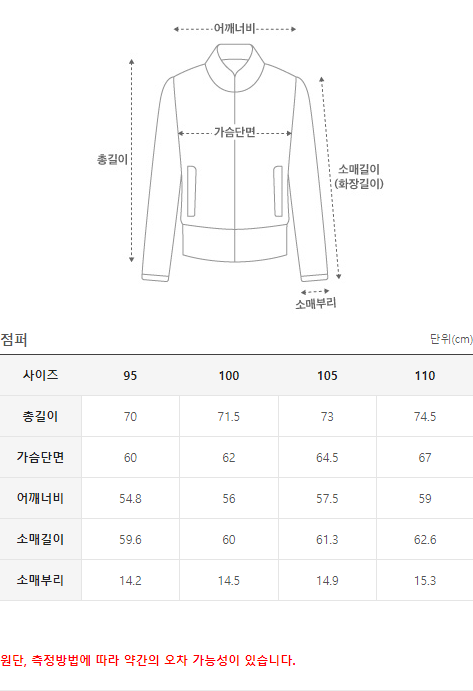 어깨너비
가슴단면
총길이
소매길이
(화장길이)
소매부리
점퍼 단위(cm)
사이즈 95 100 105 110
총길이 70 71.5 73 74.5
가슴단면 60 62 64.5 67
어깨너비 54.8 56 57.5 59
소매길이 59.6 60 61.3 62.6
소매부리 14.2 14.5 14.9 15.3
원단, 측정방법에 따라 약간의 오차 가능성이 있습니다.